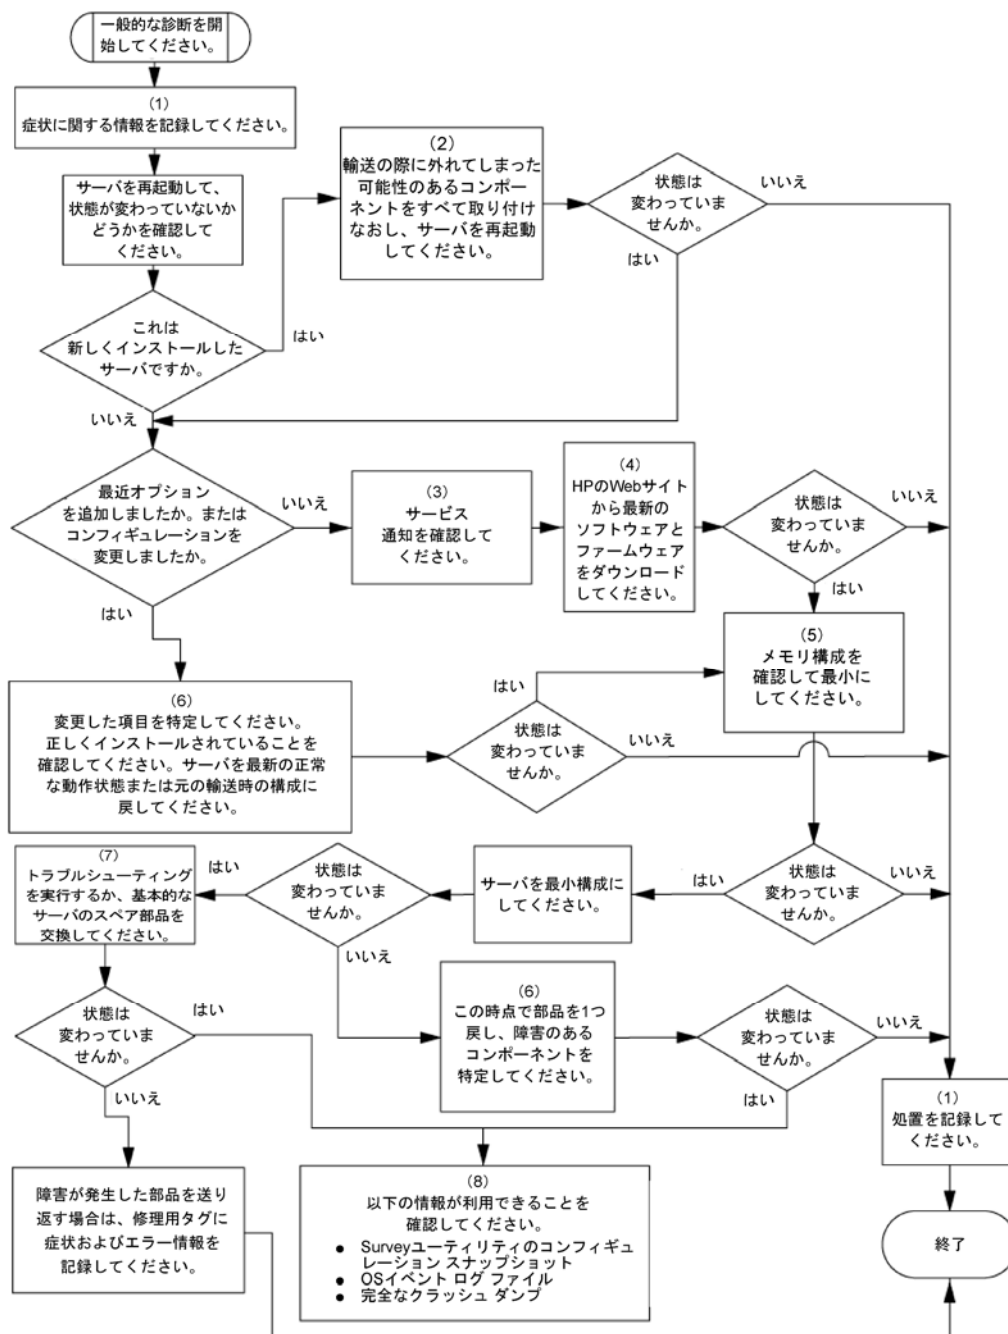 一般的な診断を開
始してください。
(1)
症状に関する情報を記録してください。
サーバを再起動して、
状態が変わっていないか
どうかを確認して
ください。
(2)
輸送の際に外れてしまった
可能性のあるコンポー
ネントをすべて取り付け
なおし、サーバを再起動
してください。
状態は
変わっていま
せんか。
いいえ
はい
これは
新しくインストールした
サーバですか。
はい
いいえ
最近オプション
を追加しましたか。または
コンフィギュレーションを
変更しましたか。
いいえ
はい
(3)
サービス
通知を確認して
ください。
(4)
HPのWebサイト
から最新の
ソフトウェアと
ファームウェア
をダウンロード
してください。
状態は
変わっていま
せんか。
いいえ
はい
(5)
メモリ構成を
確認して最小に
してください。
(6)
変更した項目を特定してください。
正しくインストールされていることを
確認してください。サーバを最新の正常
な動作状態または元の輸送時の構成に
戻してください。
はい
状態は
変わっていま
せんか。
いいえ
状態は
変わっていま
せんか。
いいえ
はい
サーバを最小構成に
してください。
状態は
変わっていま
せんか。
はい
いいえ
(7)
トラブルシューティング
を実行するか、基本的な
サーバのスペア部品を
交換してください。
状態は
変わっていま
せんか。
はい
いいえ
(6)
この時点で部品を1つ
戻し、障害のある
コンポーネントを
特定してください。
状態は
変わっていま
せんか。
いいえ
はい
(1)
処置を記録して
ください。
障害が発生した部品を送り
返す場合は、修理用タグに
症状およびエラー情報を
記録してください。
(8)
以下の情報が利用できることを
確認してください。
● Surveyユーティリティのコンフィギュ
レーション スナップショット
● OSイベント ログ ファイル
● 完全なクラッシュ ダンプ
終了